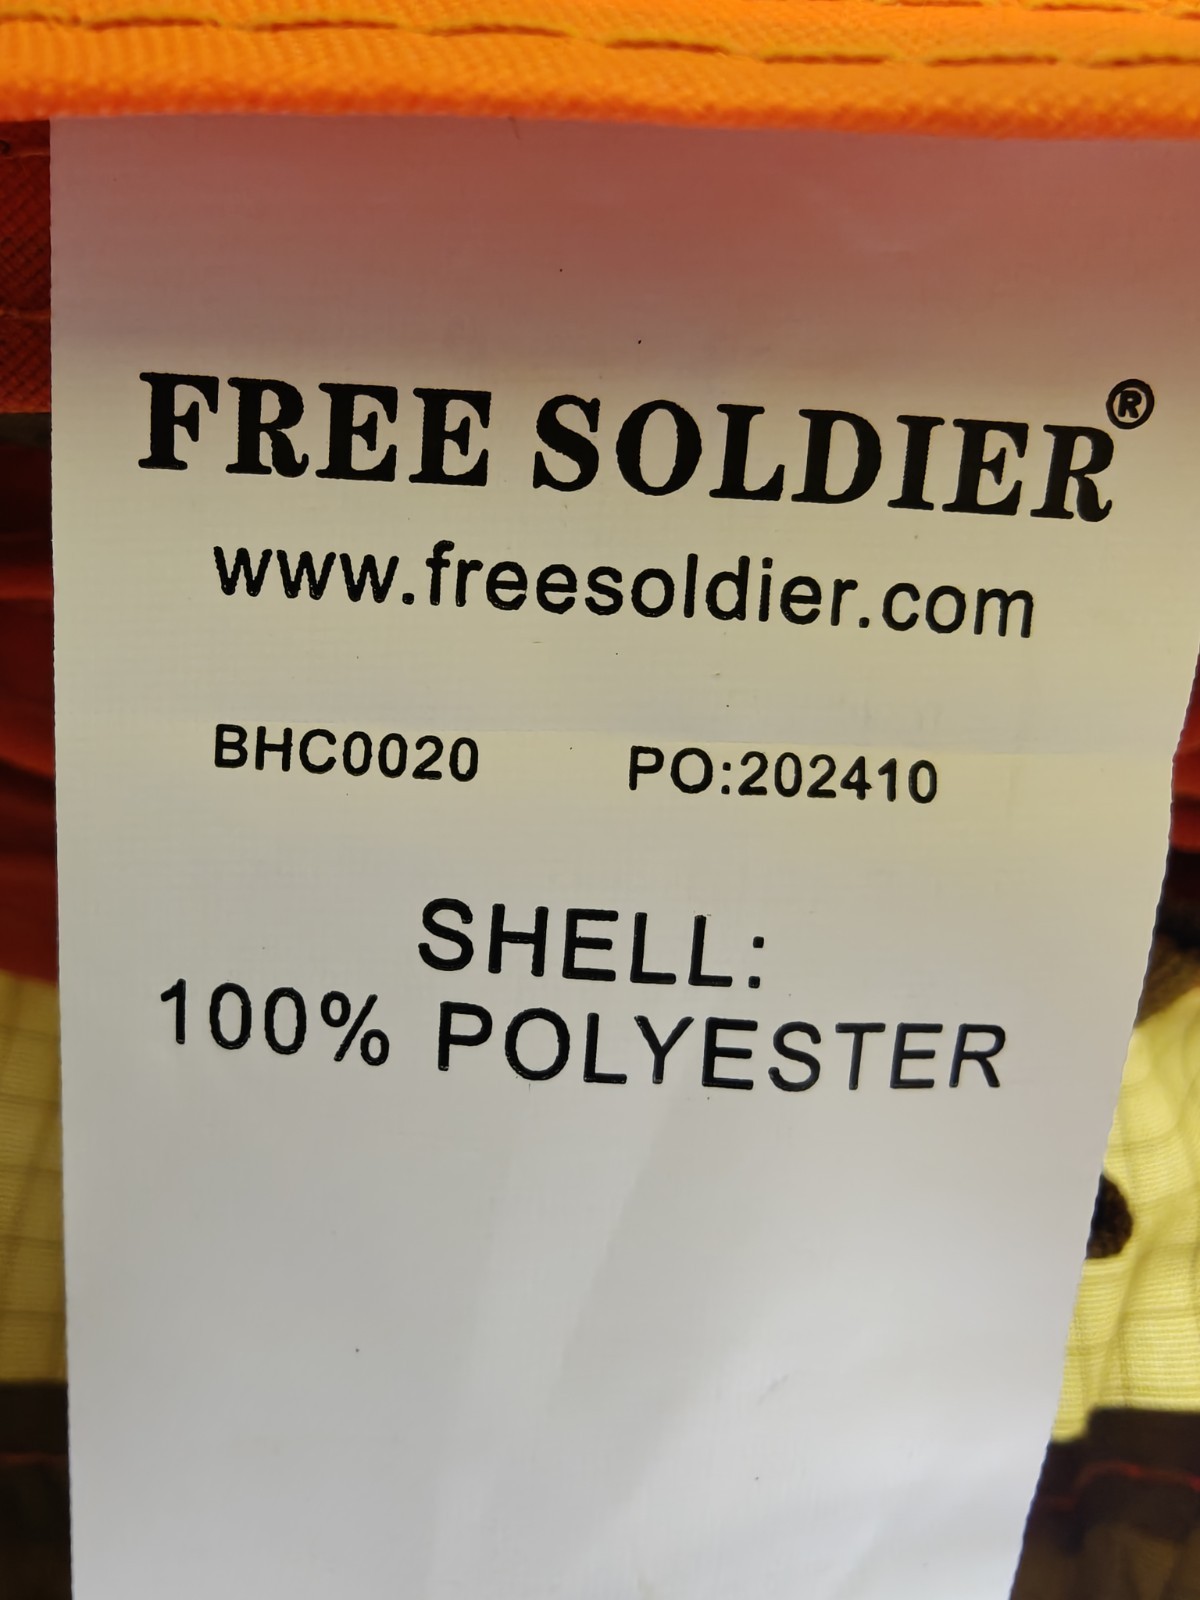 FREE SOLDIER®
www.freesoldier.com
BHC0020 PO:202410
SHELL:
100% POLYESTER